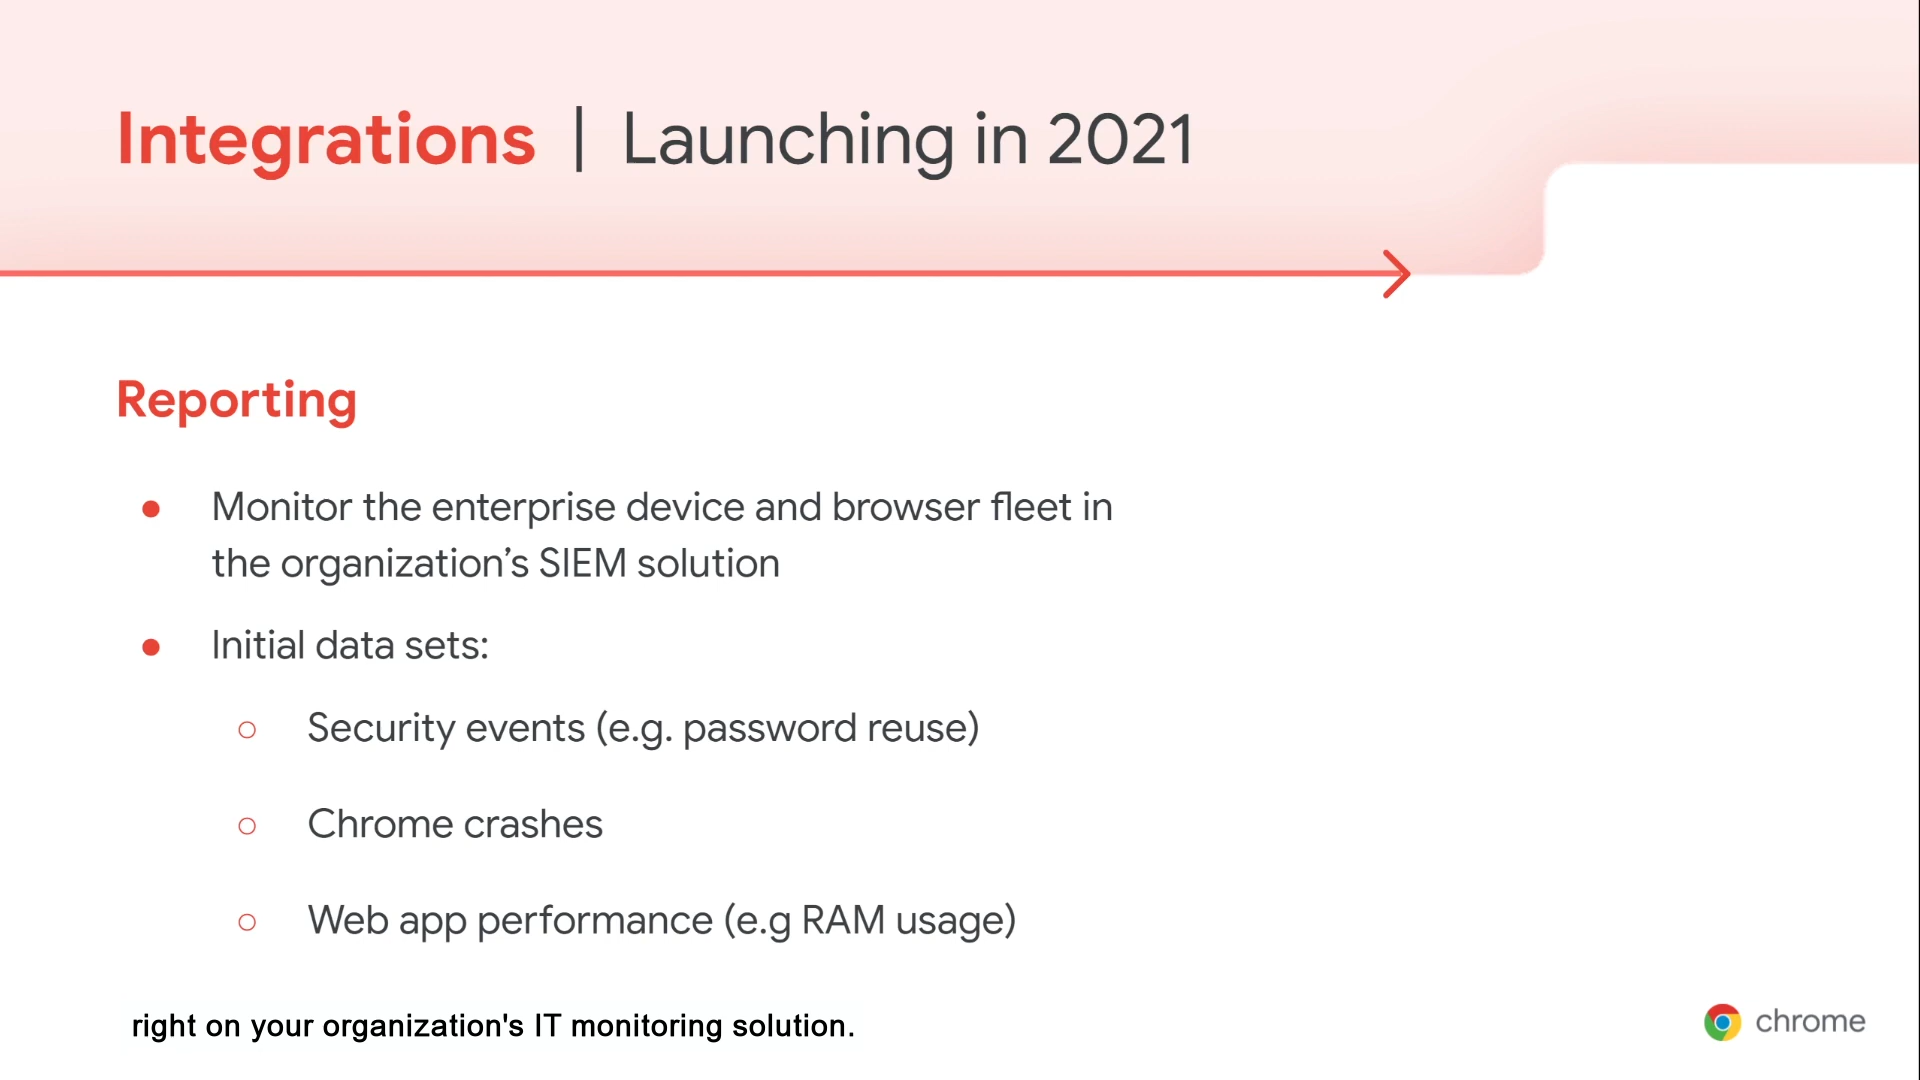 Integrations | Launching in 2021
Reporting
● Monitor the enterprise device and browser fleet in
the organization’s SIEM solution
● Initial data sets:
○ Security events (e.g. password reuse)
○ Chrome crashes
○ Web app performance (e.g RAM usage)
right on your organization's IT monitoring solution.
chrome